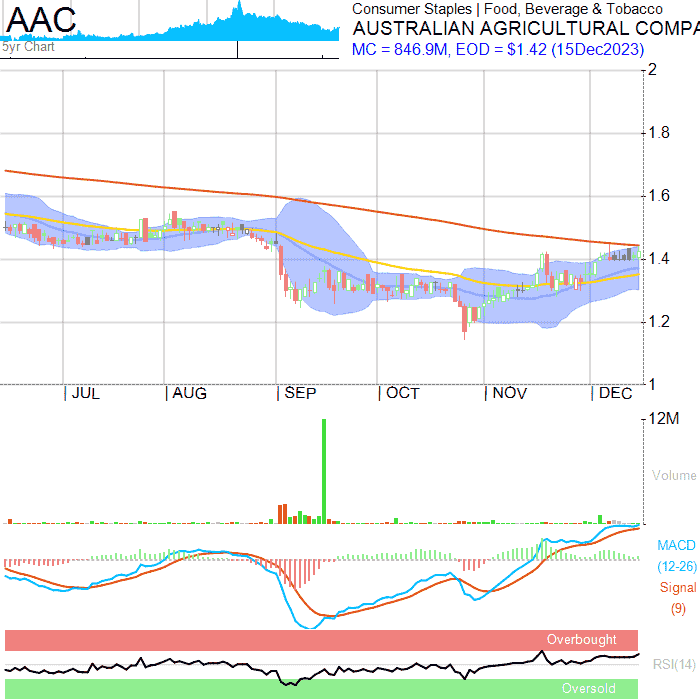 AAC
Consumer Staples | Food, Beverage & Tobacco
AUSTRALIAN AGRICULTURAL COMPA
5yr Chart
MC = 846.9M, EOD = $1.42 (15Dec2023)
2
1.8
1.6
1.4
1.2
1
| JUL | AUG | SEP | OCT | NOV | DEC
12M
Volume
MACD
(12-26)
Signal
(9)
Overbought
RSI(14)
Oversold